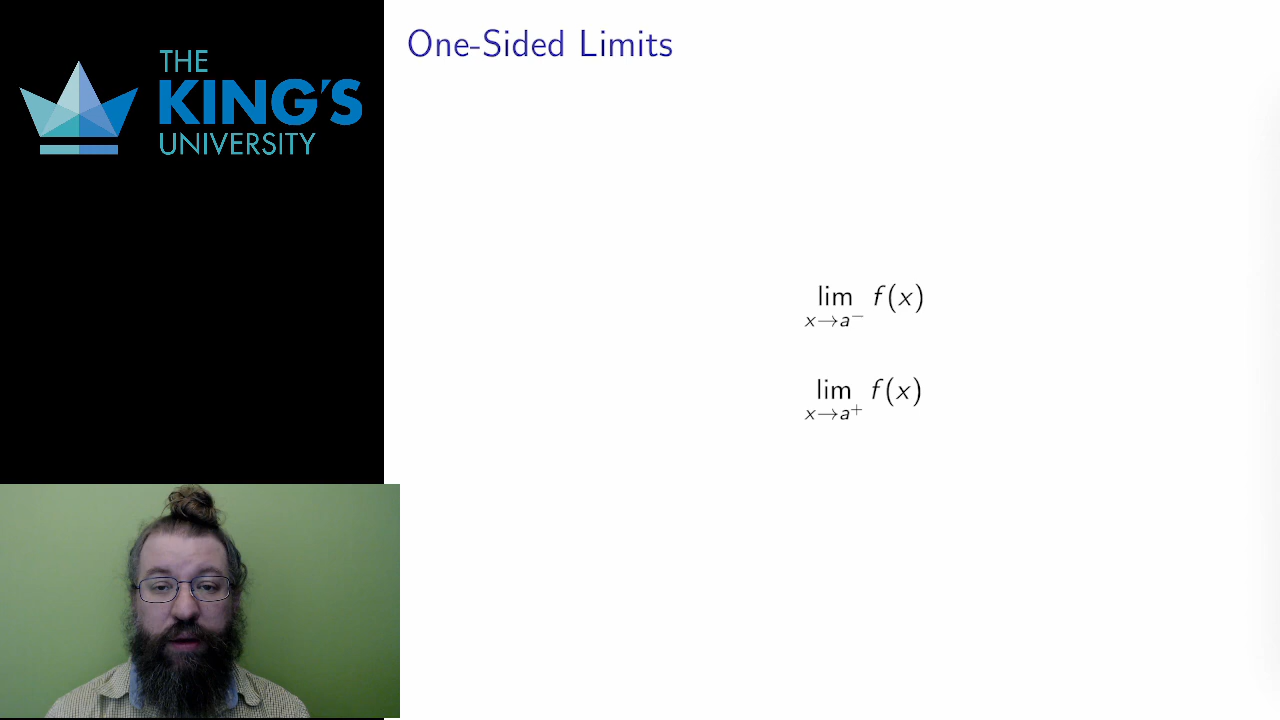 THE
KING'S
UNIVERSITY
One-Sided Limits
lim f(x)
x→a⁻
lim f(x)
x→a⁺